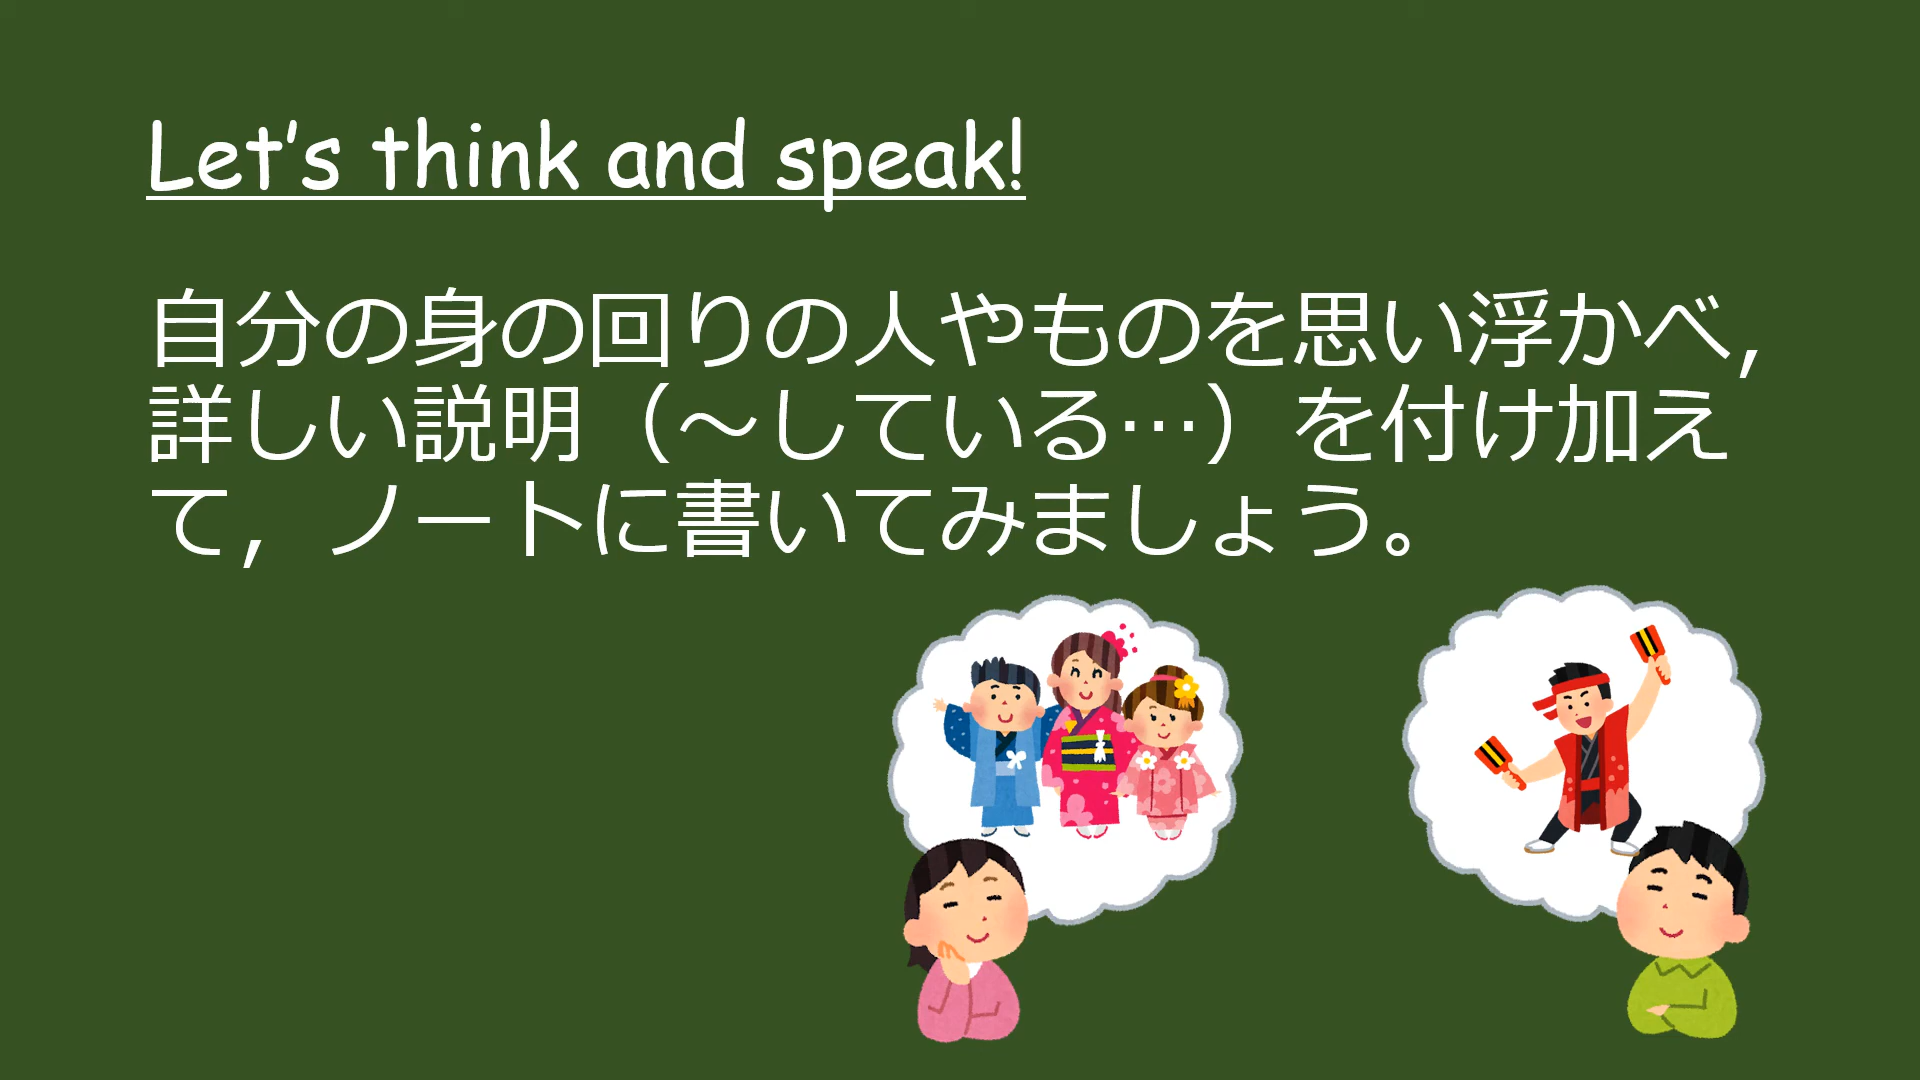 Let's think and speak!
自分の身の回りの人やものを思い浮かべ，
詳しい説明（～している…）を付け加え
て，ノートに書いてみましょう。